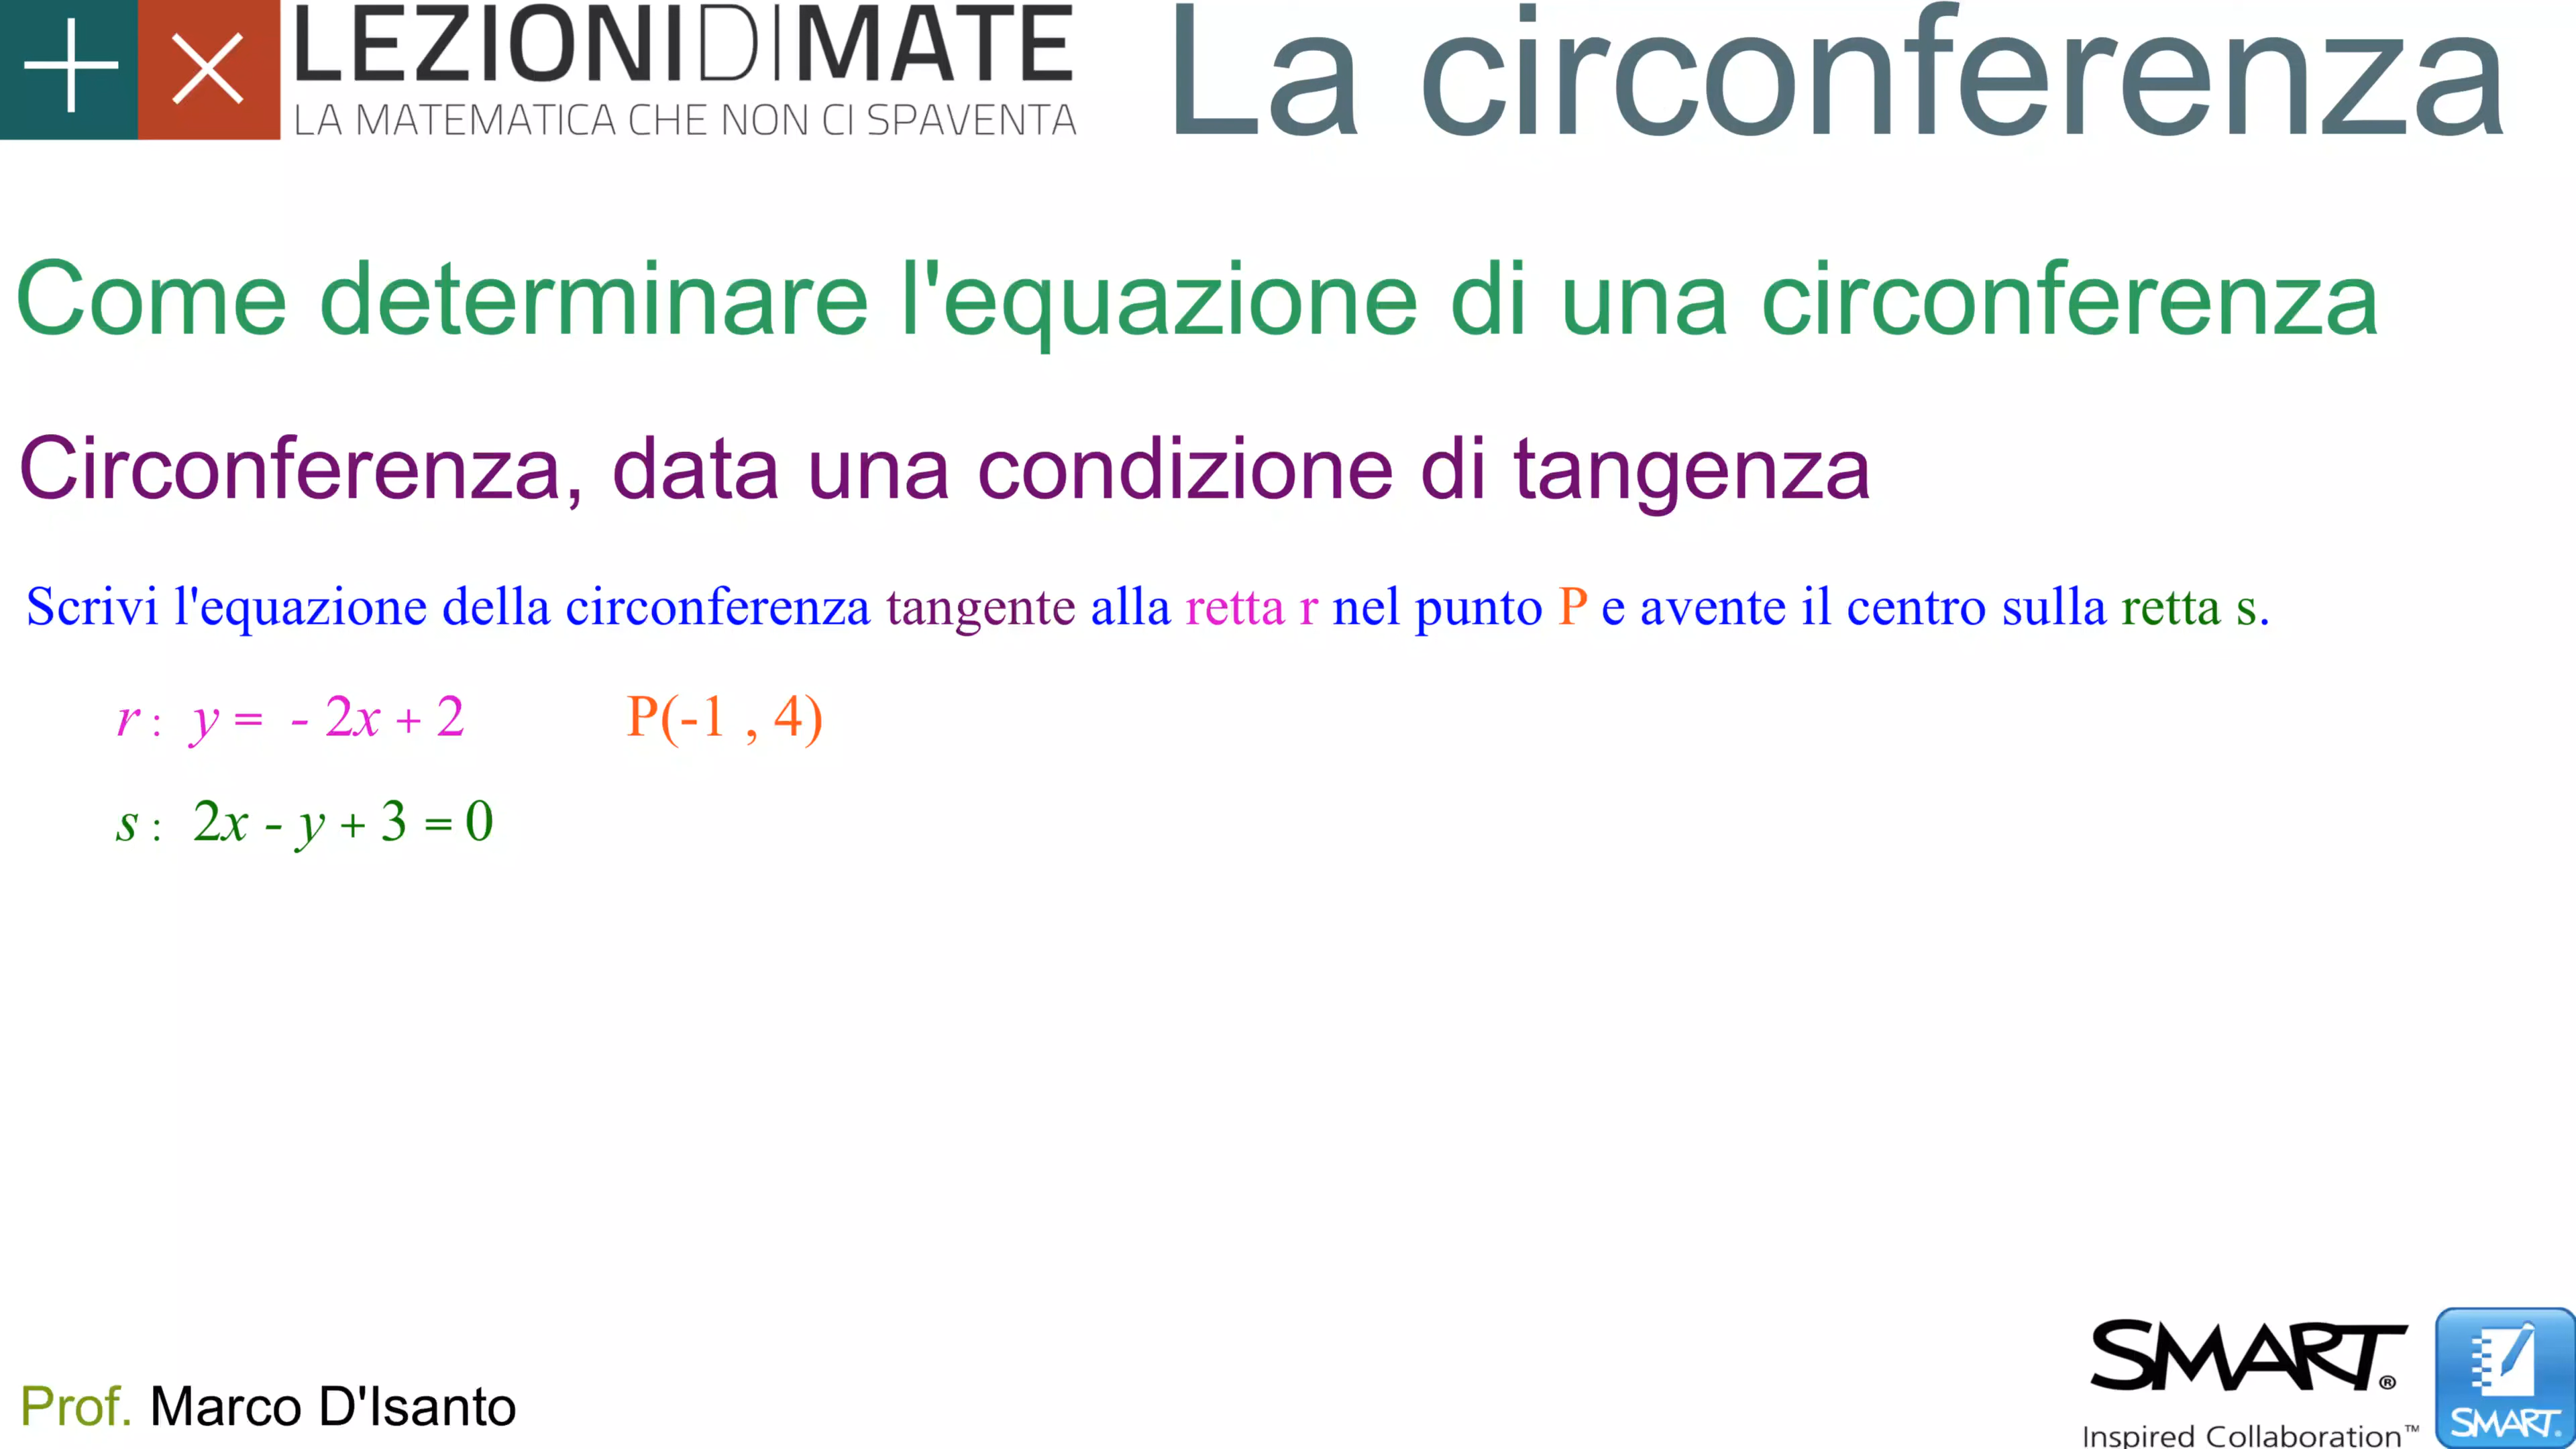 LEZIONIDIMATE
LA MATEMATICA CHE NON CI SPAVENTA
La circonferenza
Come determinare l'equazione di una circonferenza
Circonferenza, data una condizione di tangenza
Scrivi l'equazione della circonferenza tangente alla retta r nel punto P e avente il centro sulla retta s.
r : y = - 2x + 2 P(-1 , 4)
s : 2x - y + 3 = 0
SMART®
Inspired Collaboration™
SMART
Prof. Marco D'Isanto